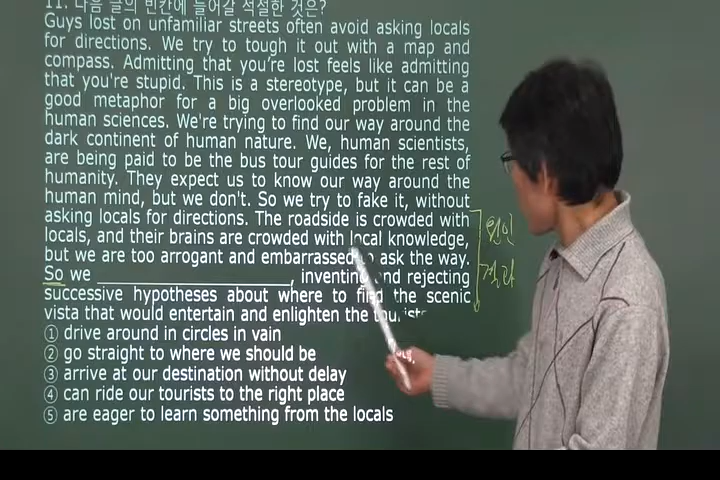 11. 다음 글의 빈칸에 들어갈 적절한 것은?
Guys lost on unfamiliar streets often avoid asking locals
for directions. We try to tough it out with a map and
compass. Admitting that you're lost feels like admitting
that you're stupid. This is a stereotype, but it can be a
good metaphor for a big overlooked problem in the
human sciences. We're trying to find our way around the
dark continent of human nature. We, human scientists,
are being paid to be the bus tour guides for the rest of
humanity. They expect us to know our way around the
human mind, but we don't. So we try to fake it, without
asking locals for directions. The roadside is crowded with
locals, and their brains are crowded with local knowledge,
but we are too arrogant and embarrassed to ask the way.
So we ____________________, inventing and rejecting
successive hypotheses about where to find the scenic
vista that would entertain and enlighten the tourists
① drive around in circles in vain
② go straight to where we should be
③ arrive at our destination without delay
④ can ride our tourists to the right place
⑤ are eager to learn something from the locals
원인
결과